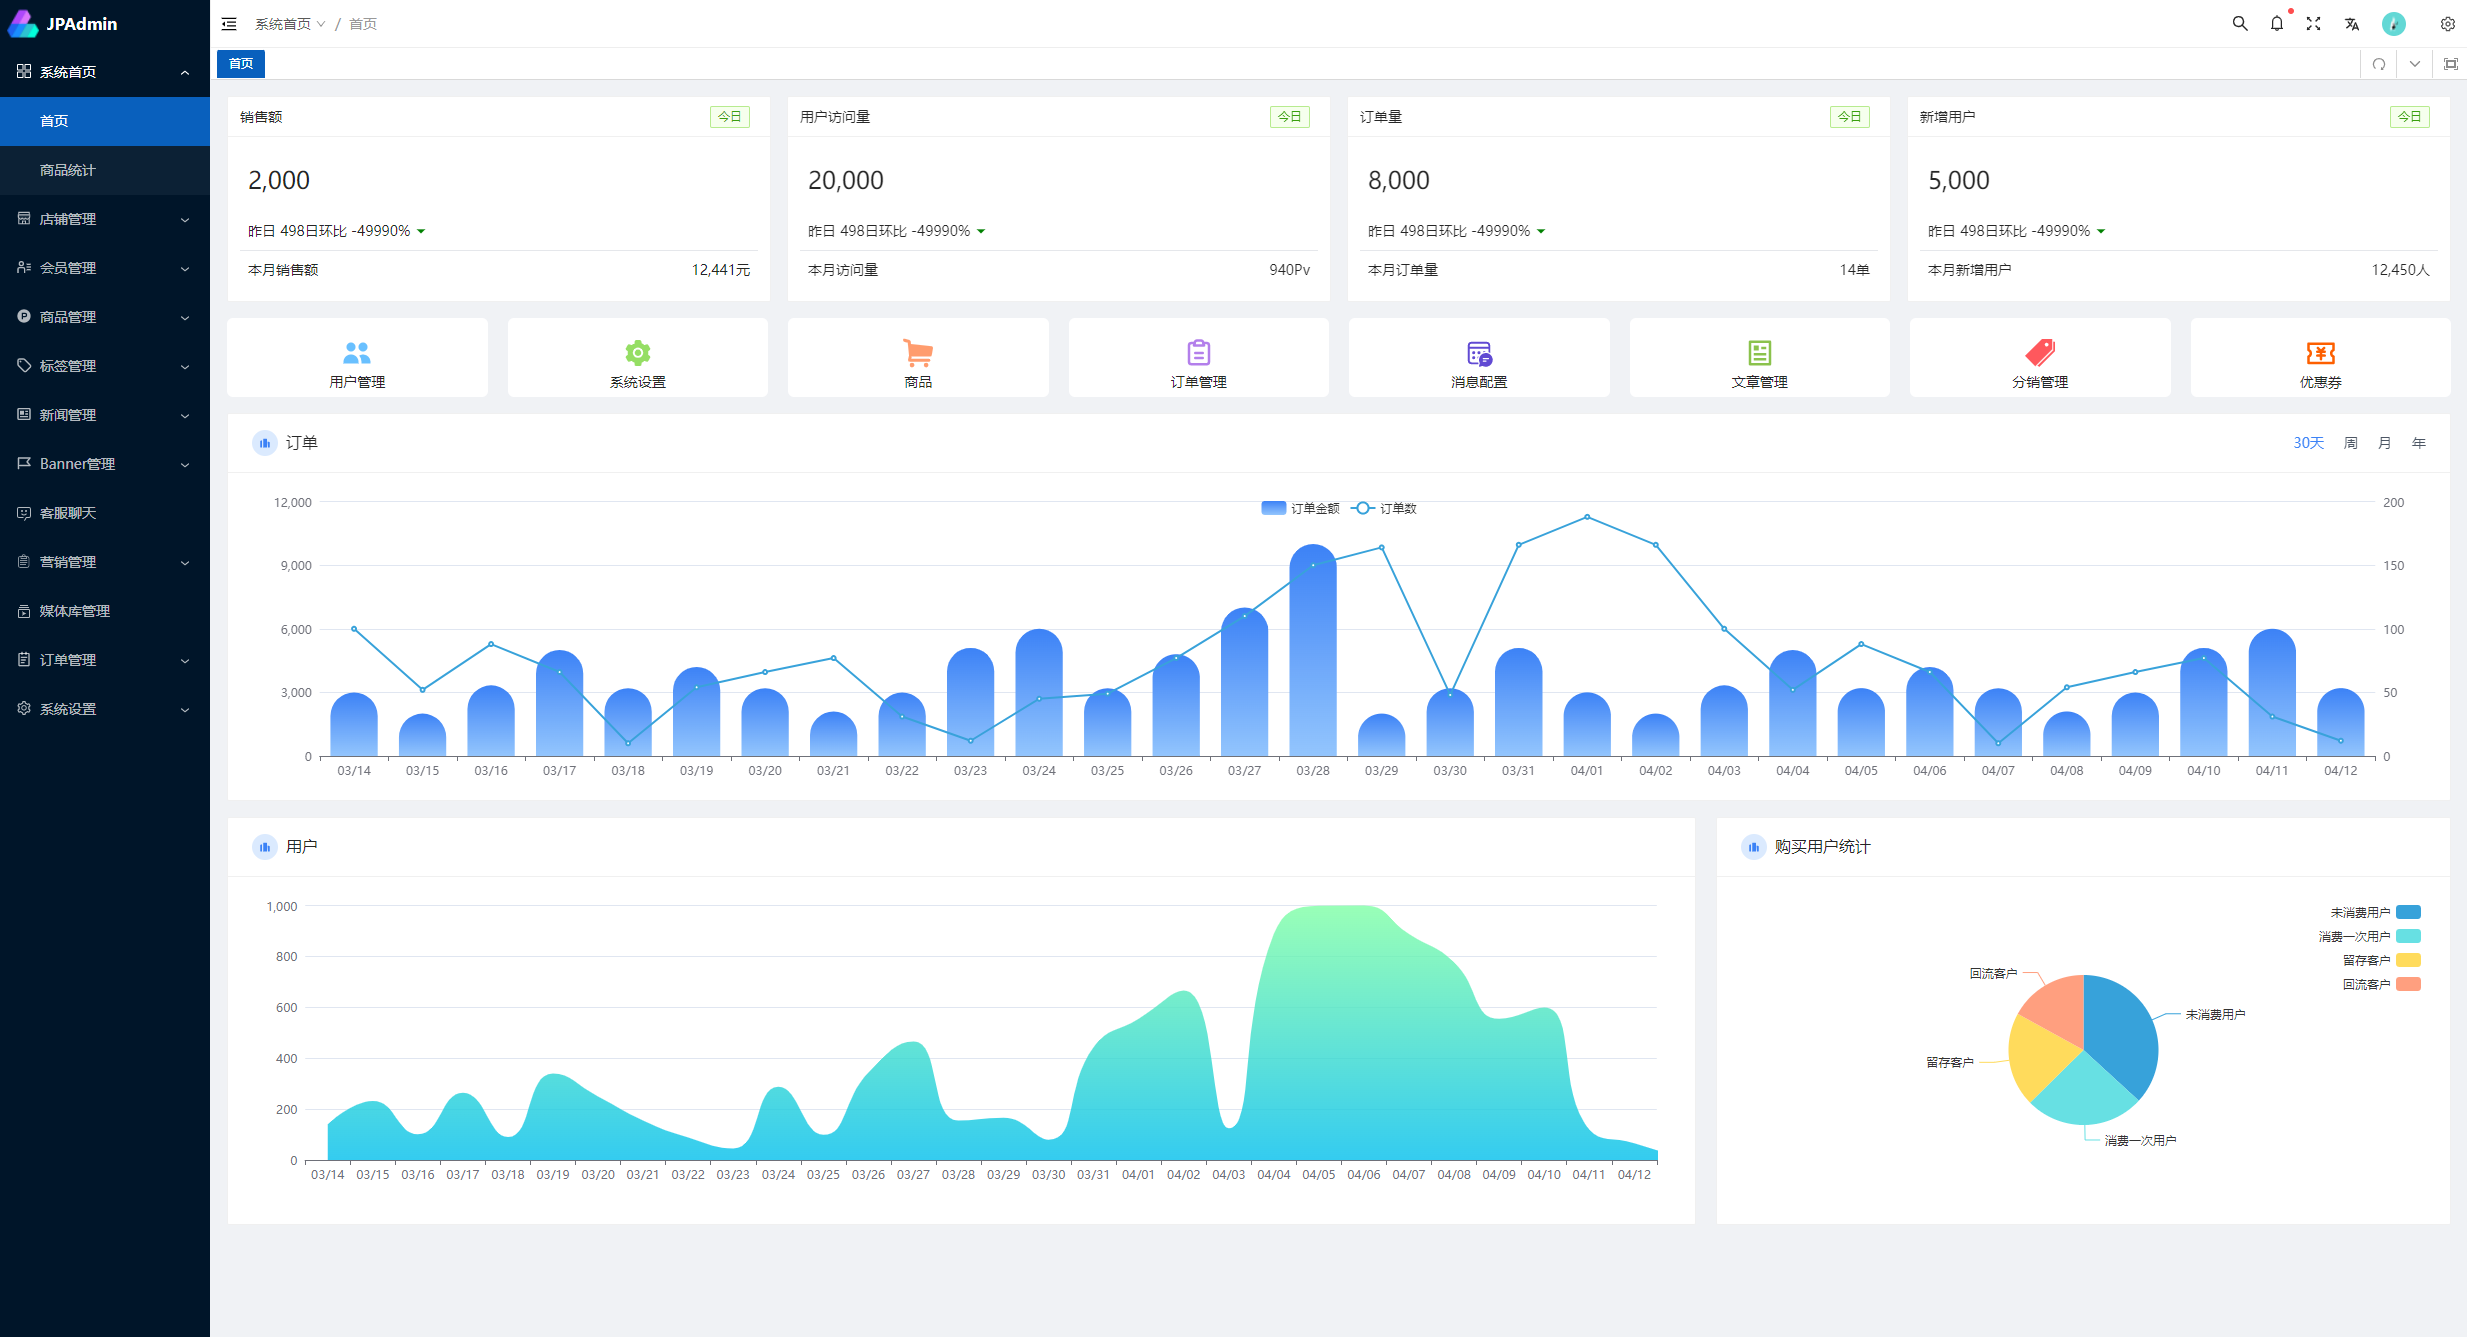 JPAdmin
系统首页
首页
商品统计
店铺管理
会员管理
商品管理
标签管理
新闻管理
Banner管理
客服聊天
营销管理
媒体库管理
订单管理
系统设置
系统首页 / 首页
首页
销售额 今日
2,000
昨日 498日环比 -49990%
本月销售额 12,441元
用户访问量 今日
20,000
昨日 498日环比 -49990%
本月访问量 940Pv
订单量 今日
8,000
昨日 498日环比 -49990%
本月订单量 14单
新增用户 今日
5,000
昨日 498日环比 -49990%
本月新增用户 12,450人
用户管理
系统设置
商品
订单管理
消息配置
文章管理
分销管理
优惠券
订单
30天 周 月 年
订单金额 订单数
12,000
9,000
6,000
3,000
0
200
150
100
50
0
03/14 03/15 03/16 03/17 03/18 03/19 03/20 03/21 03/22 03/23 03/24 03/25 03/26 03/27 03/28 03/29 03/30 03/31 04/01 04/02 04/03 04/04 04/05 04/06 04/07 04/08 04/09 04/10 04/11 04/12
用户
1,000
800
600
400
200
0
03/14 03/15 03/16 03/17 03/18 03/19 03/20 03/21 03/22 03/23 03/24 03/25 03/26 03/27 03/28 03/29 03/30 03/31 04/01 04/02 04/03 04/04 04/05 04/06 04/07 04/08 04/09 04/10 04/11 04/12
购买用户统计
未消费用户
消费一次用户
留存客户
回流客户
回流客户
未消费用户
留存客户
消费一次用户